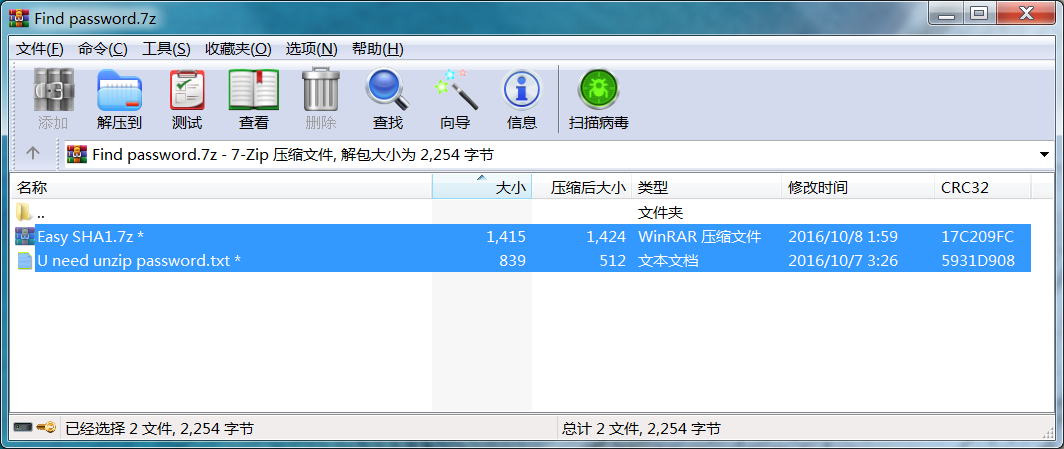 Find password.7z
文件(F) 命令(C) 工具(S) 收藏夹(O) 选项(N) 帮助(H)
添加 解压到 测试 查看 删除 查找 向导 信息 扫描病毒
Find password.7z - 7-Zip 压缩文件, 解包大小为 2,254 字节
名称 大小 压缩后大小 类型 修改时间 CRC32
.. 文件夹
Easy SHA1.7z * 1,415 1,424 WinRAR 压缩文件 2016/10/8 1:59 17C209FC
U need unzip password.txt * 839 512 文本文档 2016/10/7 3:26 5931D908
已经选择 2 文件, 2,254 字节 总计 2 文件, 2,254 字节